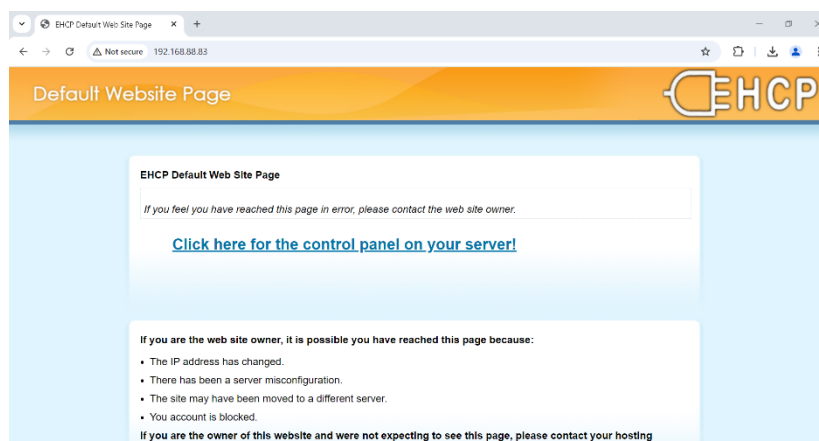 EHCP Default Web Site Page
Not secure 192.168.88.83
Default Website Page
EHCP
EHCP Default Web Site Page
If you feel you have reached this page in error, please contact the web site owner.
Click here for the control panel on your server!
If you are the web site owner, it is possible you have reached this page because:
• The IP address has changed.
• There has been a server misconfiguration.
• The site may have been moved to a different server.
• You account is blocked.
If you are the owner of this website and were not expecting to see this page, please contact your hosting